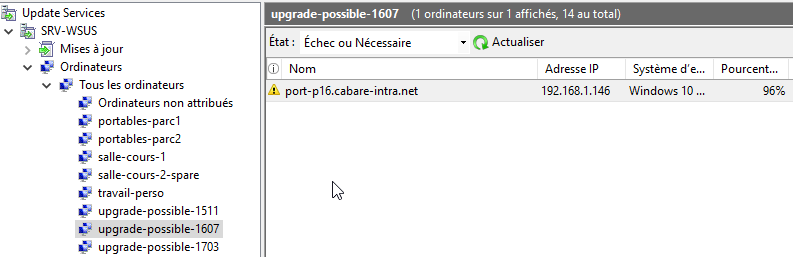 Update Services
SRV-WSUS
Mises à jour
Ordinateurs
Tous les ordinateurs
Ordinateurs non attribués
portables-parc1
portables-parc2
salle-cours-1
salle-cours-2-spare
travail-perso
upgrade-possible-1511
upgrade-possible-1607
upgrade-possible-1703
upgrade-possible-1607 (1 ordinateurs sur 1 affichés, 14 au total)
État : Échec ou Nécessaire Actualiser
Nom Adresse IP Système d'e... Pourcent...
port-p16.cabare-intra.net 192.168.1.146 Windows 10 ... 96%